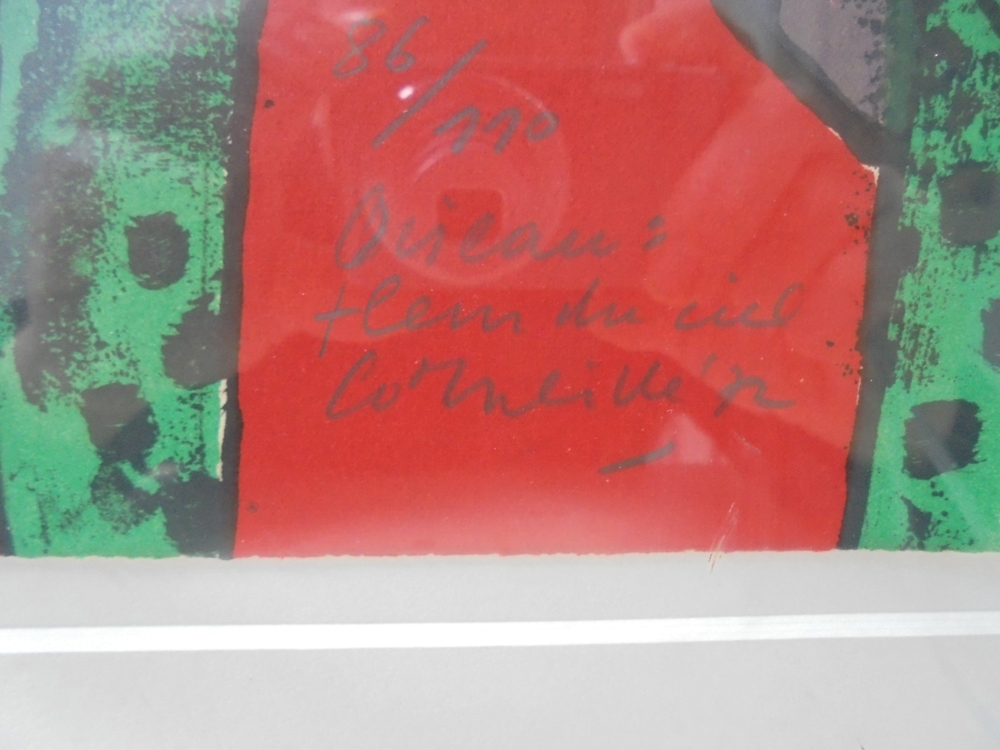 86/110
Oiseau:
fleur du ciel
Corneille '72